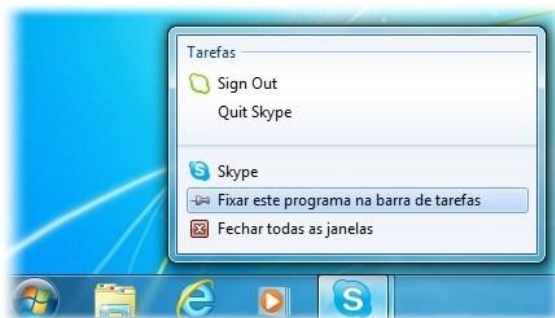 Tarefas
Sign Out
Quit Skype
Skype
Fixar este programa na barra de tarefas
Fechar todas as janelas